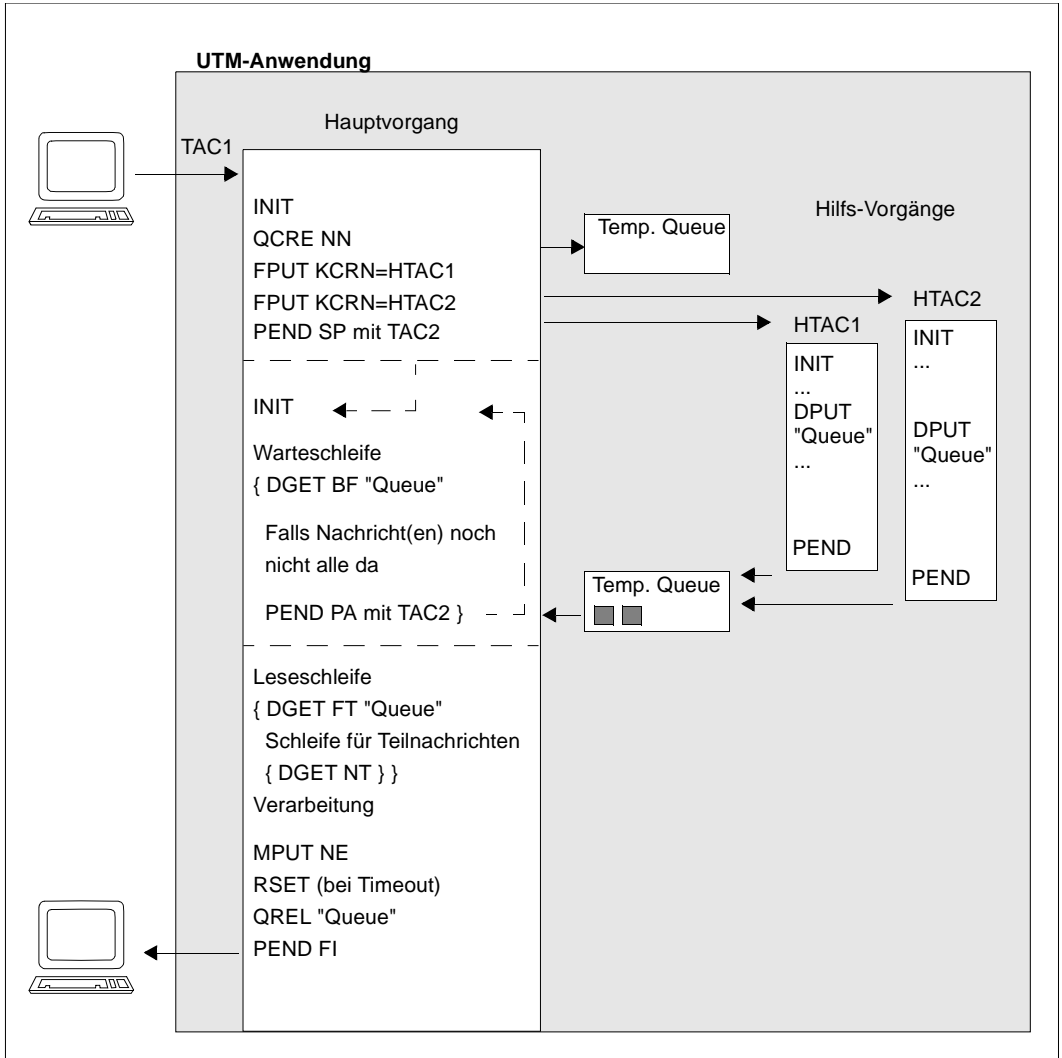 UTM-Anwendung
Hauptvorgang
TAC1
INIT
QCRE NN
FPUT KCRN=HTAC1
FPUT KCRN=HTAC2
PEND SP mit TAC2
INIT
Warteschleife
{ DGET BF "Queue"
Falls Nachricht(en) noch
nicht alle da
PEND PA mit TAC2 }
Leseschleife
{ DGET FT "Queue"
Schleife für Teilnachrichten
{ DGET NT } }
Verarbeitung
MPUT NE
RSET (bei Timeout)
QREL "Queue"
PEND FI
Temp. Queue
Hilfs-Vorgänge
HTAC1
INIT
...
DPUT
"Queue"
...
PEND
HTAC2
INIT
...
DPUT
"Queue"
...
PEND
Temp. Queue